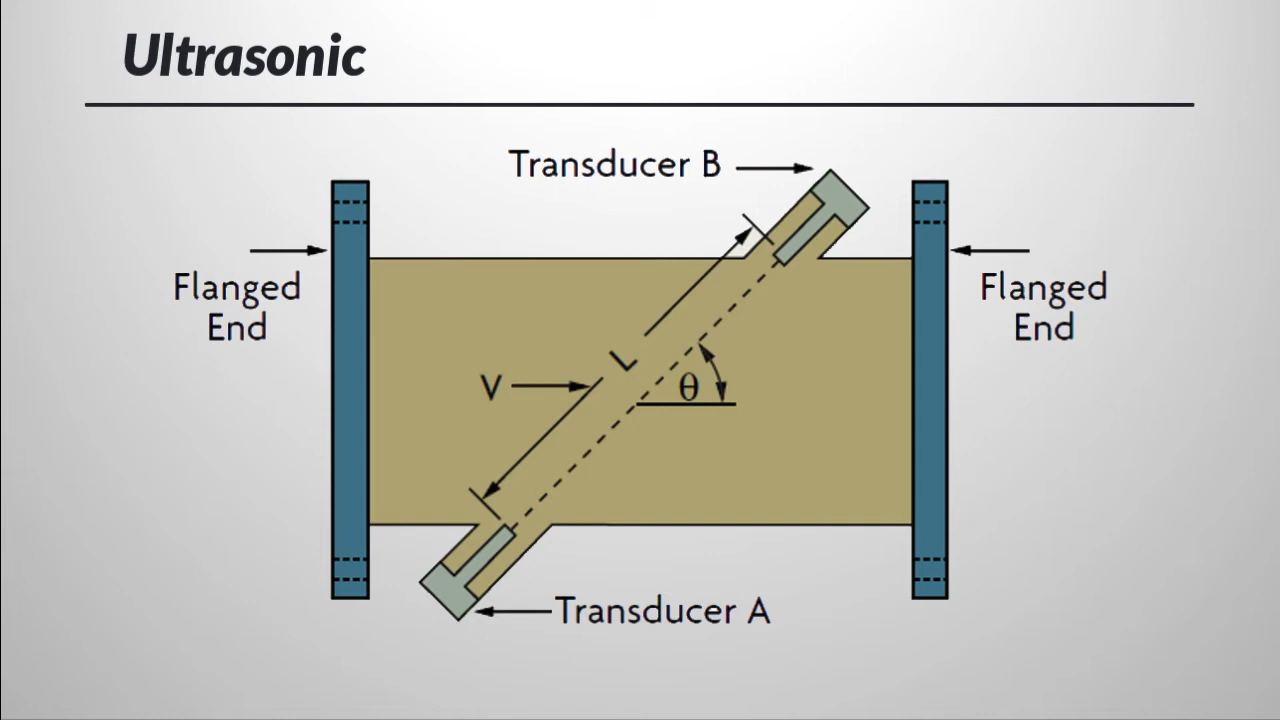 Ultrasonic
Transducer B
Flanged
End
Flanged
End
L
V
θ
Transducer A